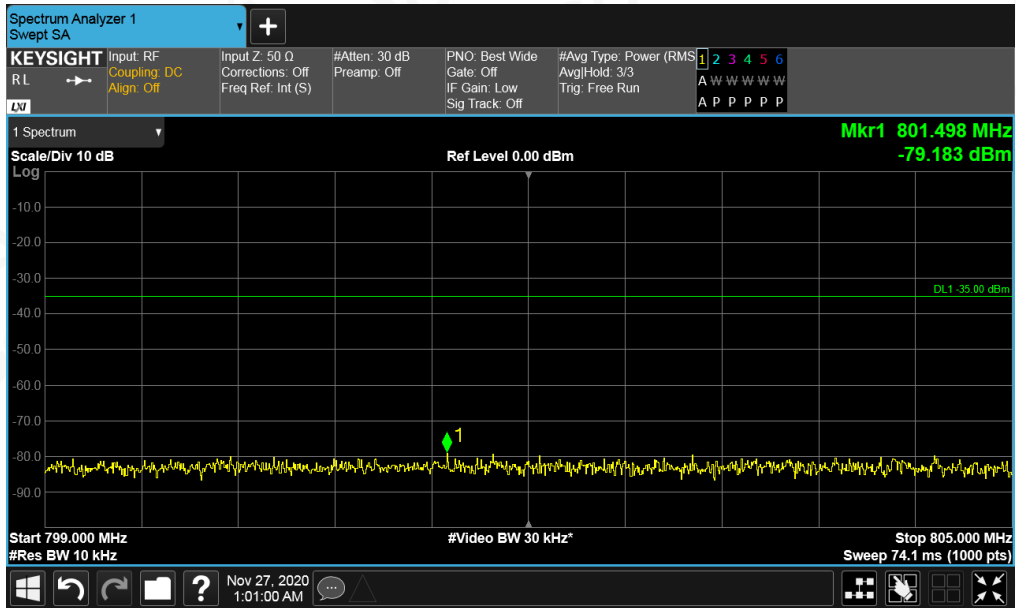 Spectrum Analyzer 1
Swept SA
+
KEYSIGHT
RL
LXI
Input: RF
Coupling: DC
Align: Off
Input Z: 50 Ω
Corrections: Off
Freq Ref: Int (S)
#Atten: 30 dB
Preamp: Off
PNO: Best Wide
Gate: Off
IF Gain: Low
Sig Track: Off
#Avg Type: Power (RMS
Avg|Hold: 3/3
Trig: Free Run
1 2 3 4 5 6
A W W W W W
A P P P P P
1 Spectrum
Mkr1 801.498 MHz
Scale/Div 10 dB
Ref Level 0.00 dBm
-79.183 dBm
Log
-10.0
-20.0
-30.0
DL1 -35.00 dBm
-40.0
-50.0
-60.0
-70.0
1
-80.0
-90.0
Start 799.000 MHz
#Video BW 30 kHz*
Stop 805.000 MHz
#Res BW 10 kHz
Sweep 74.1 ms (1000 pts)
?
Nov 27, 2020
1:01:00 AM